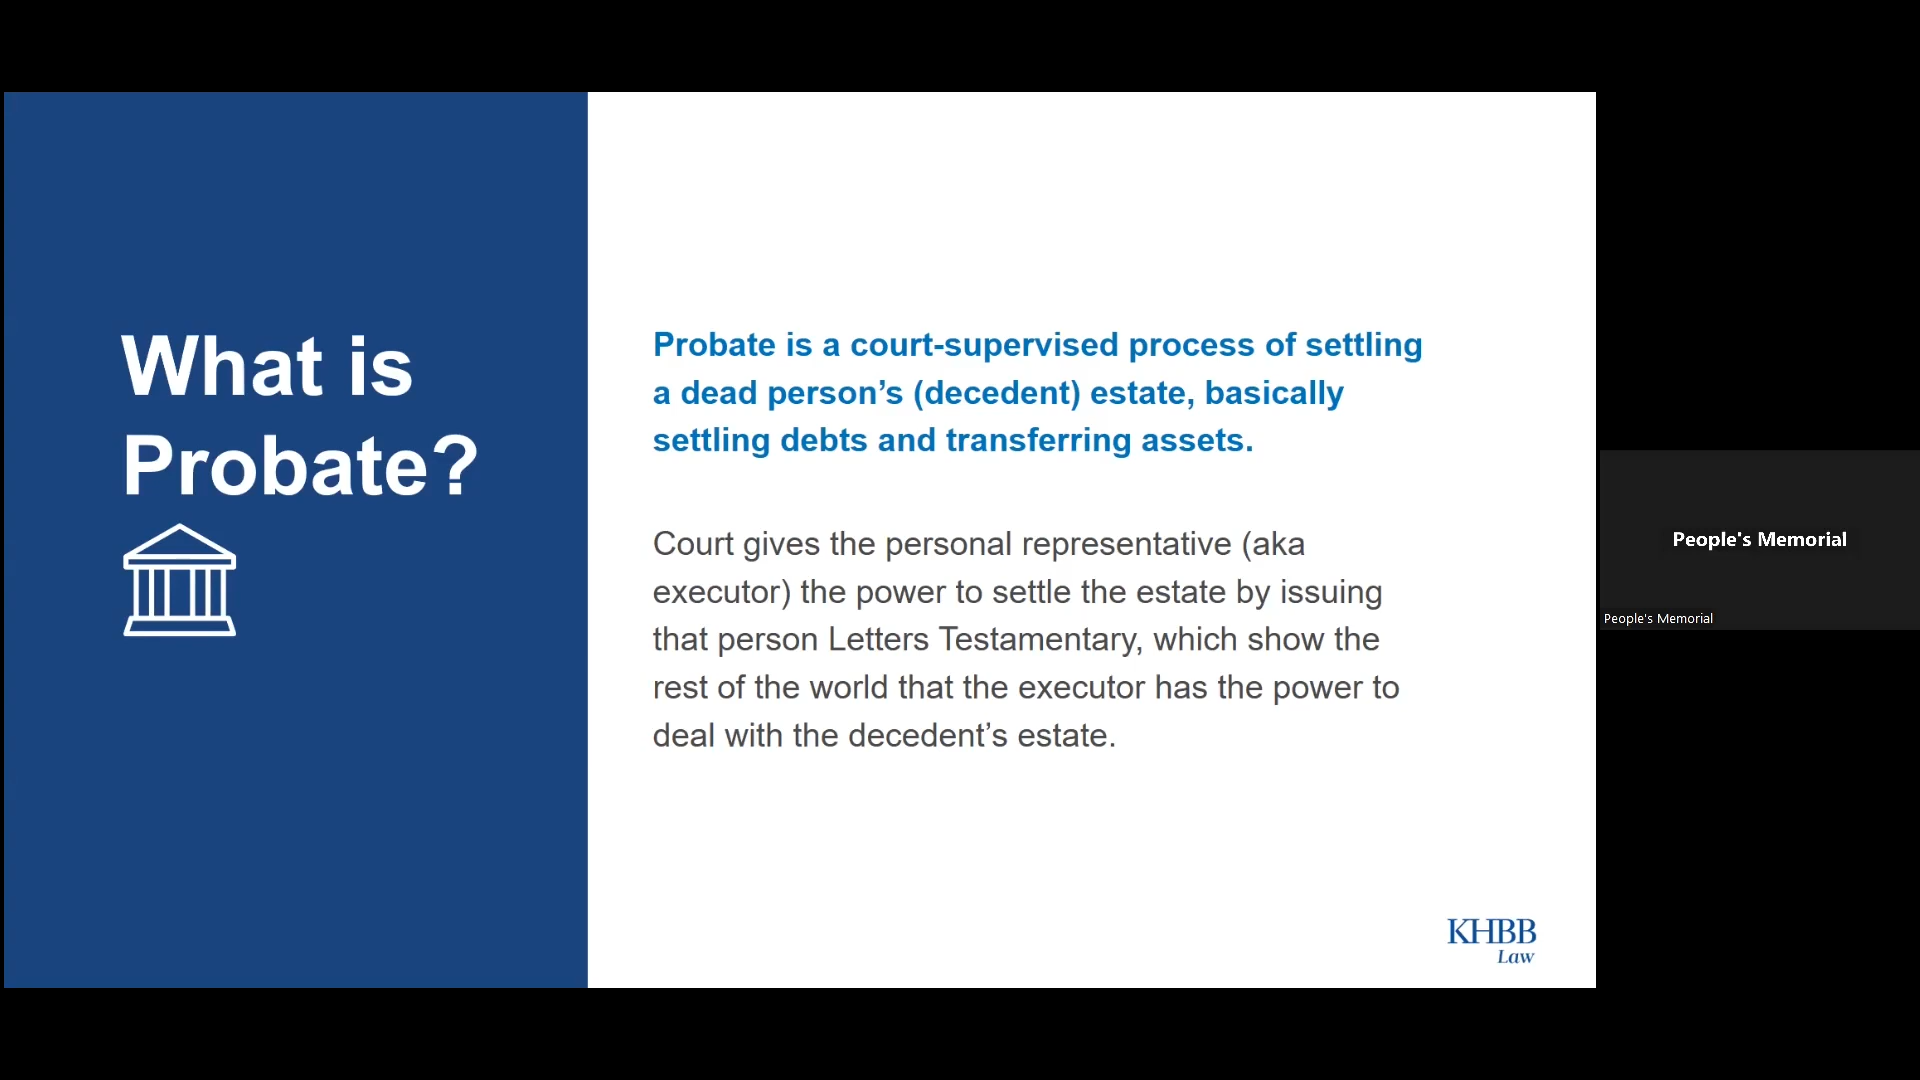 What is
Probate?
Probate is a court-supervised process of settling
a dead person’s (decedent) estate, basically
settling debts and transferring assets.
Court gives the personal representative (aka
executor) the power to settle the estate by issuing
that person Letters Testamentary, which show the
rest of the world that the executor has the power to
deal with the decedent’s estate.
KHBB
Law
People's Memorial
People's Memorial